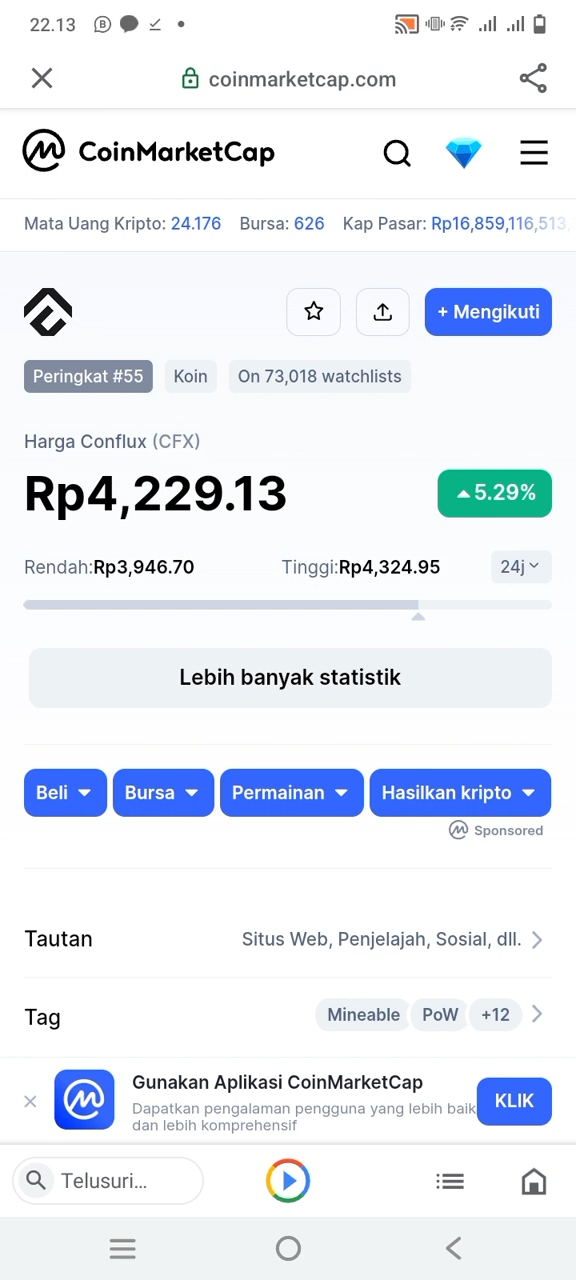 22.13
coinmarketcap.com
CoinMarketCap
Mata Uang Kripto: 24.176 Bursa: 626 Kap Pasar: Rp16,859,116,513,
+ Mengikuti
Peringkat #55 Koin On 73,018 watchlists
Harga Conflux (CFX)
Rp4,229.13 5.29%
Rendah:Rp3,946.70 Tinggi:Rp4,324.95 24j
Lebih banyak statistik
Beli Bursa Permainan Hasilkan kripto
Sponsored
Tautan Situs Web, Penjelajah, Sosial, dll.
Tag Mineable PoW +12
Gunakan Aplikasi CoinMarketCap
Dapatkan pengalaman pengguna yang lebih baik
dan lebih komprehensif
KLIK
Telusuri...